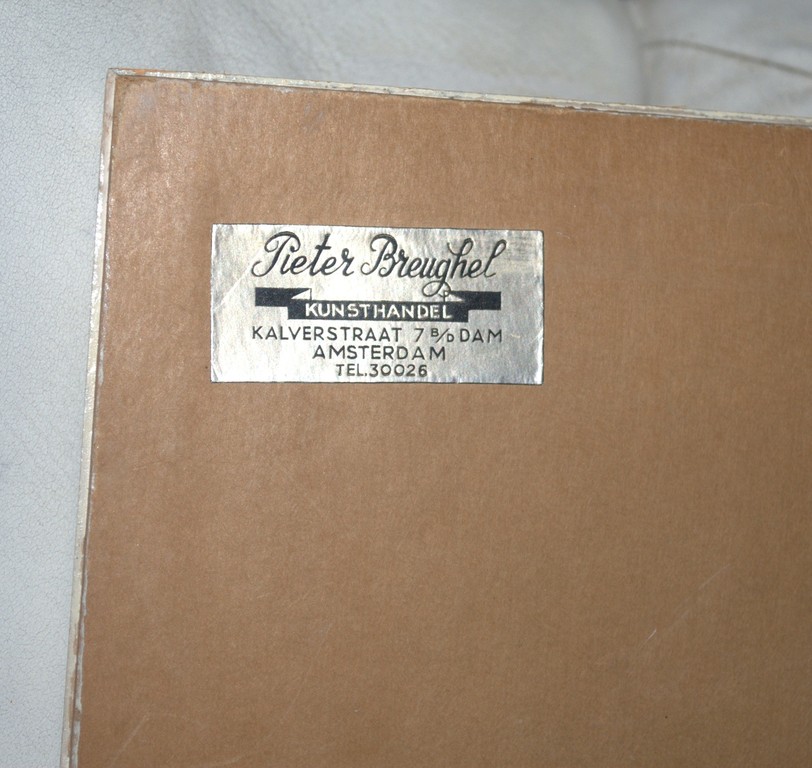 Pieter Breughel
KUNSTHANDEL
KALVERSTRAAT 7 B/D DAM
AMSTERDAM
TEL.30026